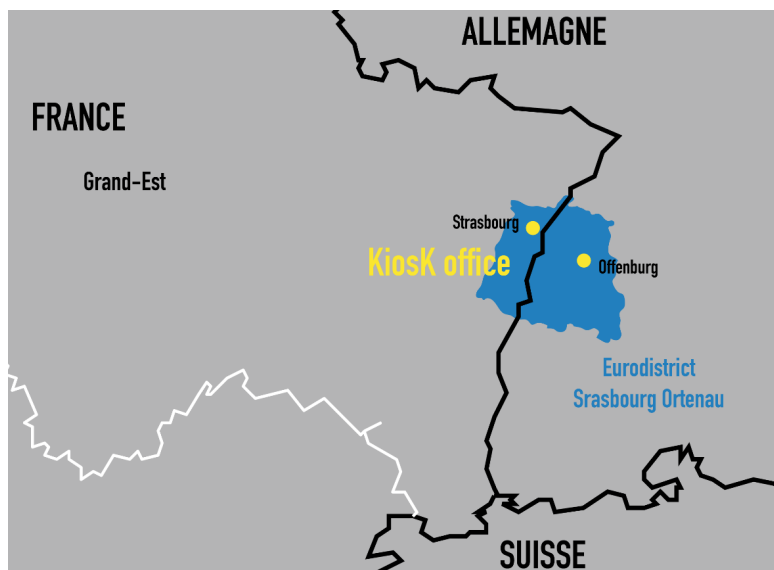 ALLEMAGNE
FRANCE
Grand-Est
Strasbourg
KiosK office
Offenburg
Eurodistrict
Srasbourg Ortenau
SUISSE